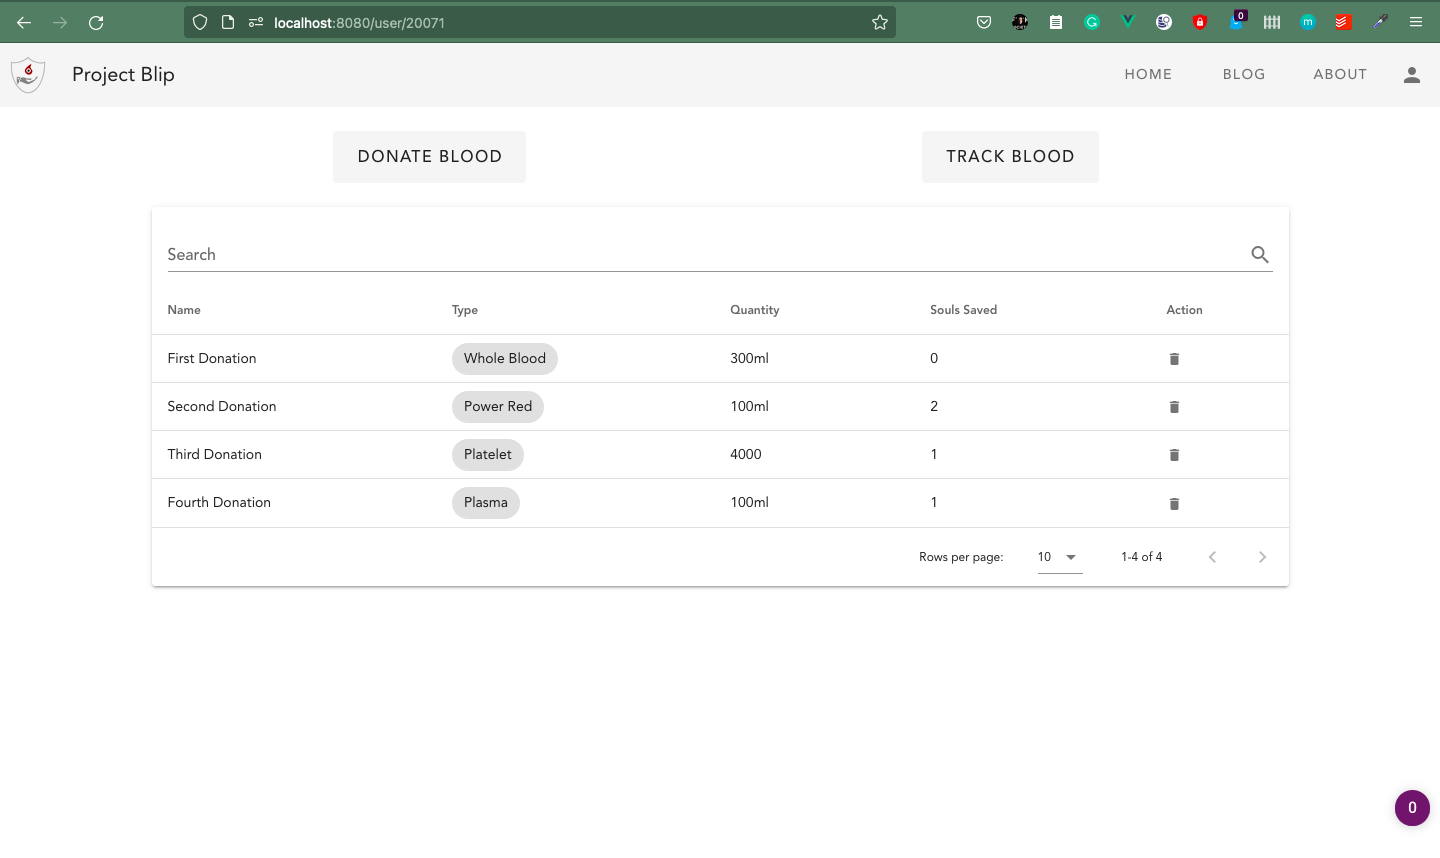 localhost:8080/user/20071
0
m
Project Blip
HOME BLOG ABOUT
DONATE BLOOD TRACK BLOOD
Search
Name Type Quantity Souls Saved Action
First Donation Whole Blood 300ml 0
Second Donation Power Red 100ml 2
Third Donation Platelet 4000 1
Fourth Donation Plasma 100ml 1
Rows per page: 10 1-4 of 4
0